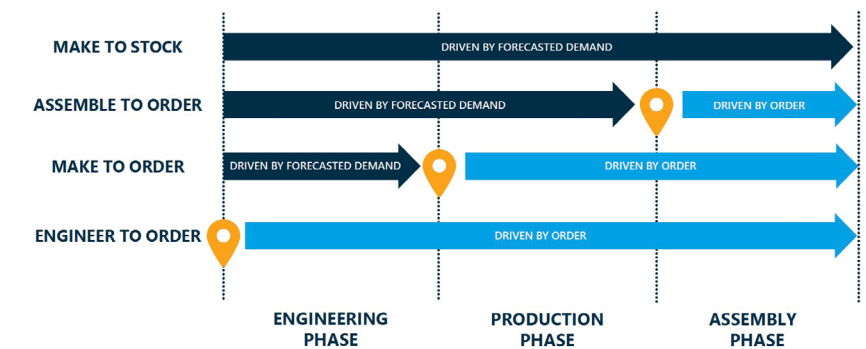 MAKE TO STOCK
DRIVEN BY FORECASTED DEMAND
ASSEMBLE TO ORDER
DRIVEN BY FORECASTED DEMAND
DRIVEN BY ORDER
MAKE TO ORDER
DRIVEN BY FORECASTED DEMAND
DRIVEN BY ORDER
ENGINEER TO ORDER
DRIVEN BY ORDER
ENGINEERING
PHASE
PRODUCTION
PHASE
ASSEMBLY
PHASE